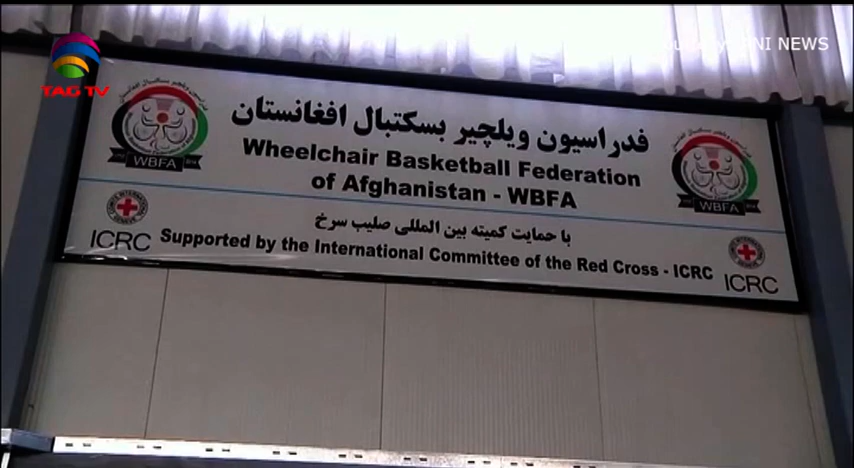 TAG TV
NI NEWS
فدراسیون ویلچیر بسکتبال افغانستان
Wheelchair Basketball Federation
of Afghanistan - WBFA
WBFA
WBFA
با حمایت کمیته بین المللی صلیب سرخ
Supported by the International Committee of the Red Cross - ICRC
ICRC
ICRC